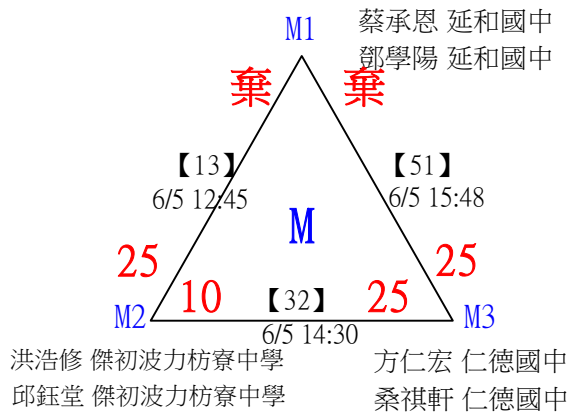 M1
蔡承恩 延和國中
鄧學陽 延和國中
棄 棄
【13】
6/5 12:45
【51】
6/5 15:48
M
25
25
M2
10
【32】
25
M3
6/5 14:30
洪浩修 傑初波力枋寮中學
邱鈺堂 傑初波力枋寮中學
方仁宏 仁德國中
桑祺軒 仁德國中